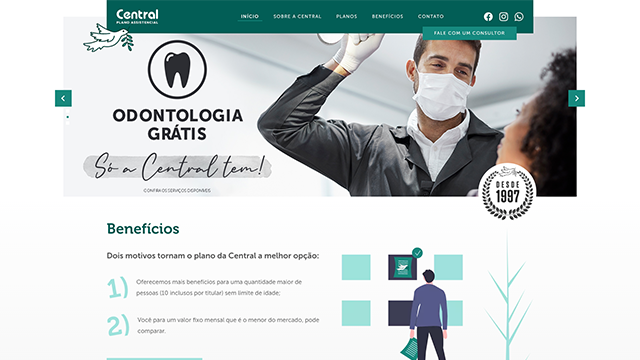 Central
PLANO ASSISTENCIAL
INÍCIO
SOBRE A CENTRAL
PLANOS
BENEFÍCIOS
CONTATO
FALE COM UM CONSULTOR
ODONTOLOGIA
GRÁTIS
Só a Central tem!
CONFIRA OS SERVIÇOS DISPONÍVEIS
DESDE
1997
Benefícios
Dois motivos tornam o plano da Central a melhor opção:
1)
Oferecemos mais benefícios para uma quantidade maior de
pessoas (10 inclusos por titular) sem limite de idade;
2)
Você para um valor fixo mensal que é o menor do mercado, pode
comparar.